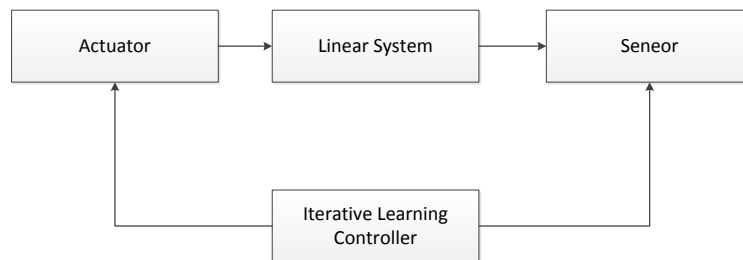 Actuator
Linear System
Seneor
Iterative Learning
Controller